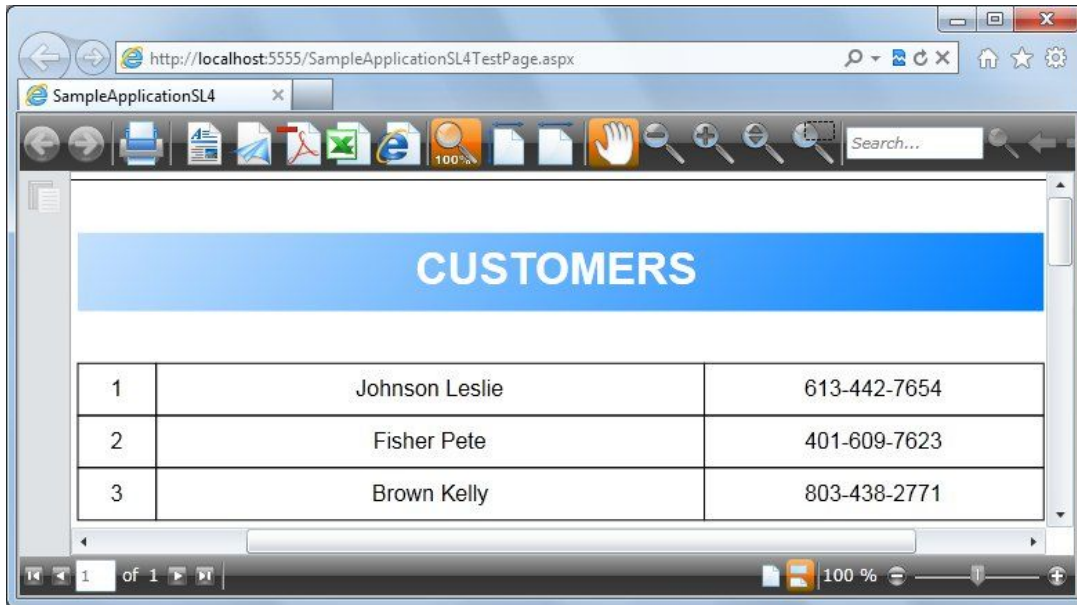 http://localhost:5555/SampleApplicationSL4TestPage.aspx
SampleApplicationSL4
100%
Search...
CUSTOMERS
1 Johnson Leslie 613-442-7654
2 Fisher Pete 401-609-7623
3 Brown Kelly 803-438-2771
1 of 1 100 %